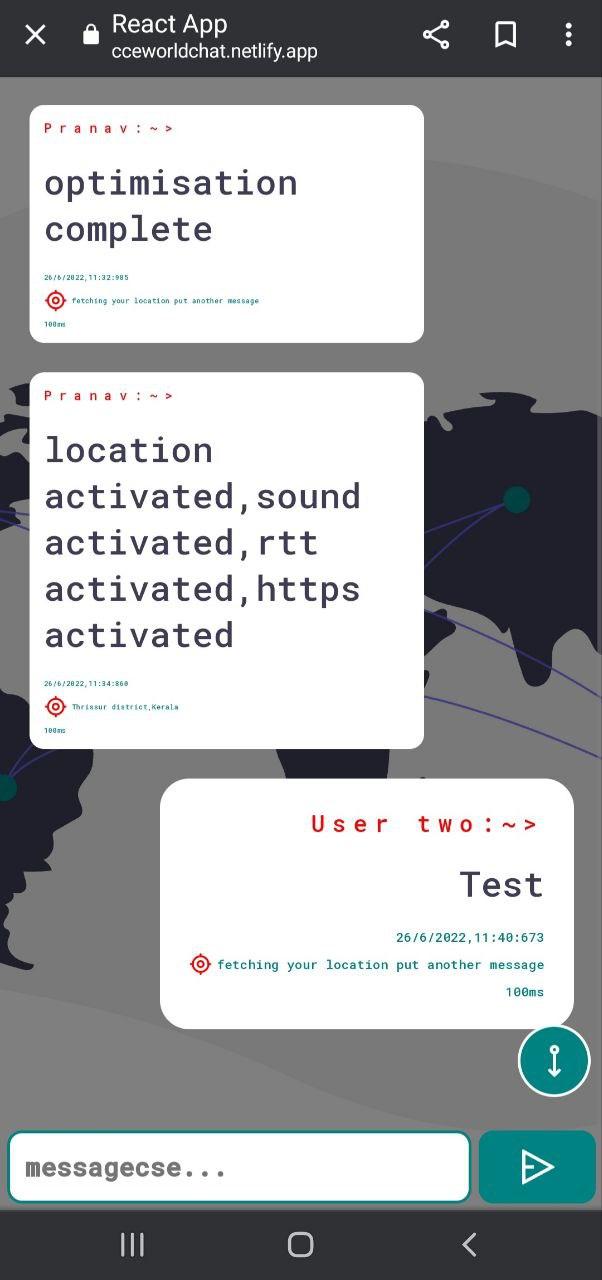 React App
cceworldchat.netlify.app
Pranav:~>
optimisation
complete
26/6/2022,11:32:985
fetching your location put another message
100ms
Pranav:~>
location
activated,sound
activated,rtt
activated,https
activated
26/6/2022,11:34:860
Thrissur district,Kerala
100ms
User two:~>
Test
26/6/2022,11:40:673
fetching your location put another message
100ms
messagecse...